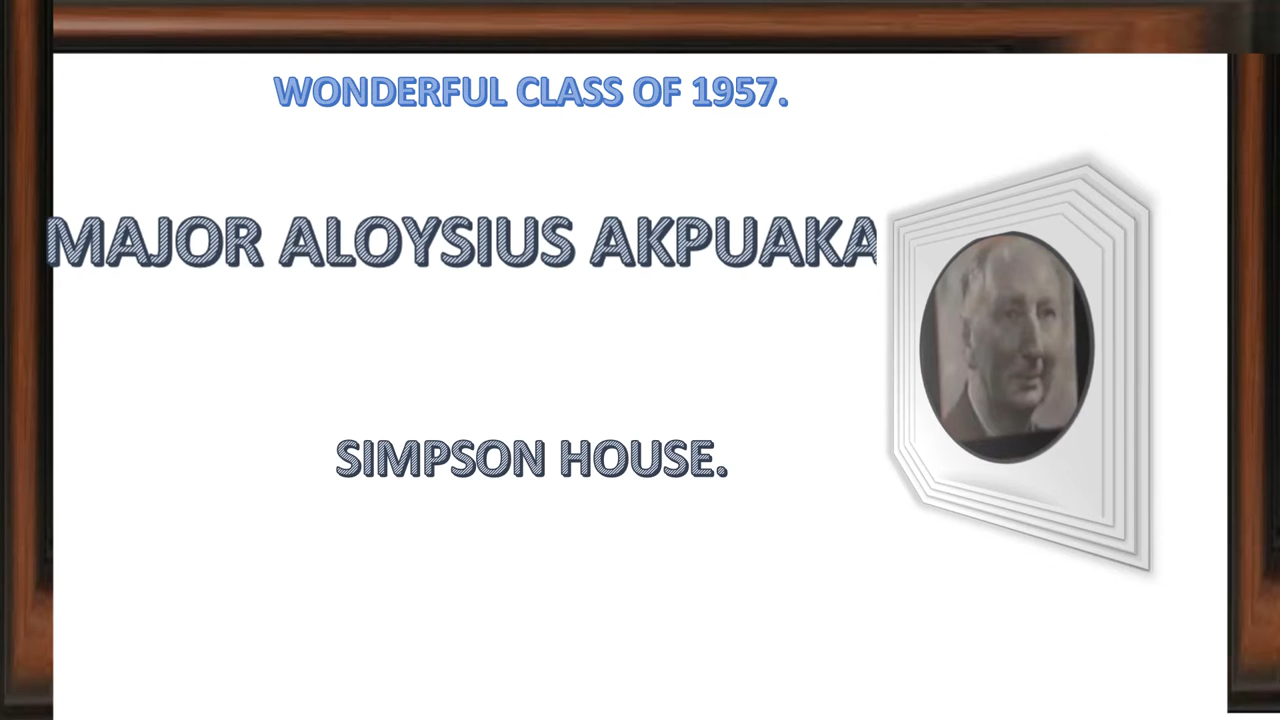 WONDERFUL CLASS OF 1957.
MAJOR ALOYSIUS AKPUAKA
SIMPSON HOUSE.